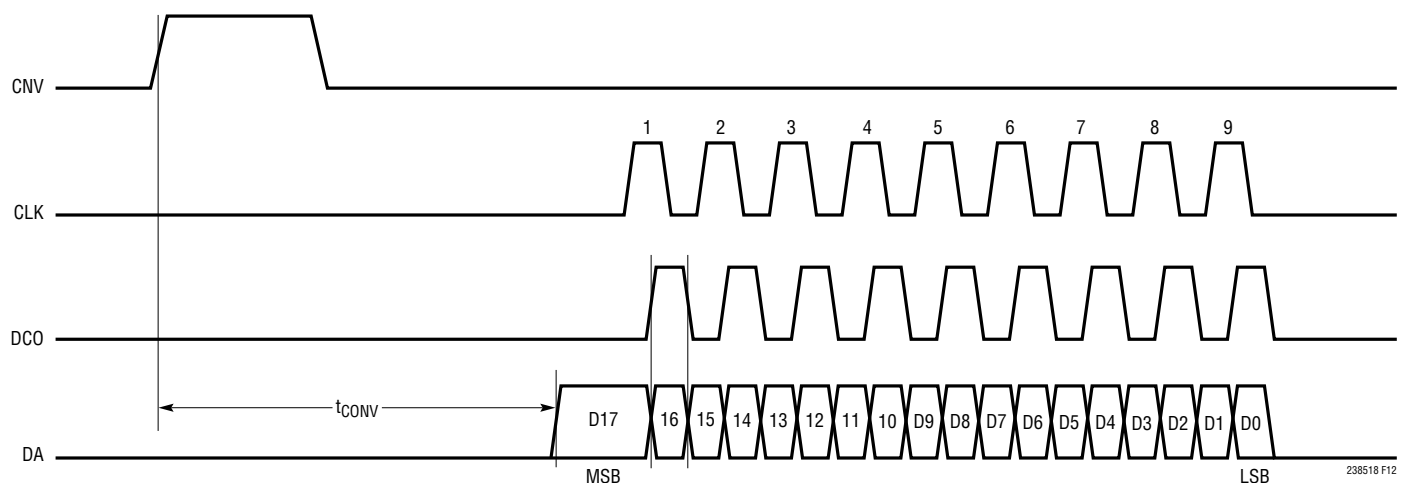 CNV
1 2 3 4 5 6 7 8 9
CLK
DCO
tCONV
DA
D17 16 15 14 13 12 11 10 D9 D8 D7 D6 D5 D4 D3 D2 D1 D0
MSB LSB
238518 F12